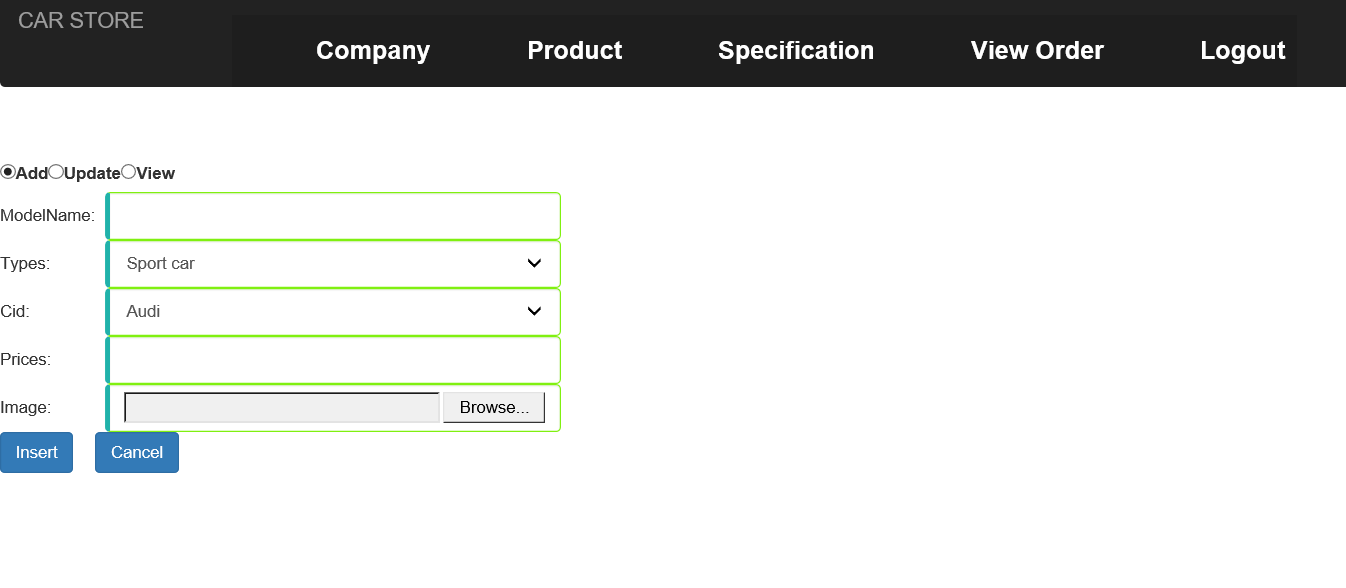 CAR STORE
Company Product Specification View Order Logout
Add Update View
ModelName:
Types: Sport car
Cid: Audi
Prices:
Image: Browse...
Insert Cancel